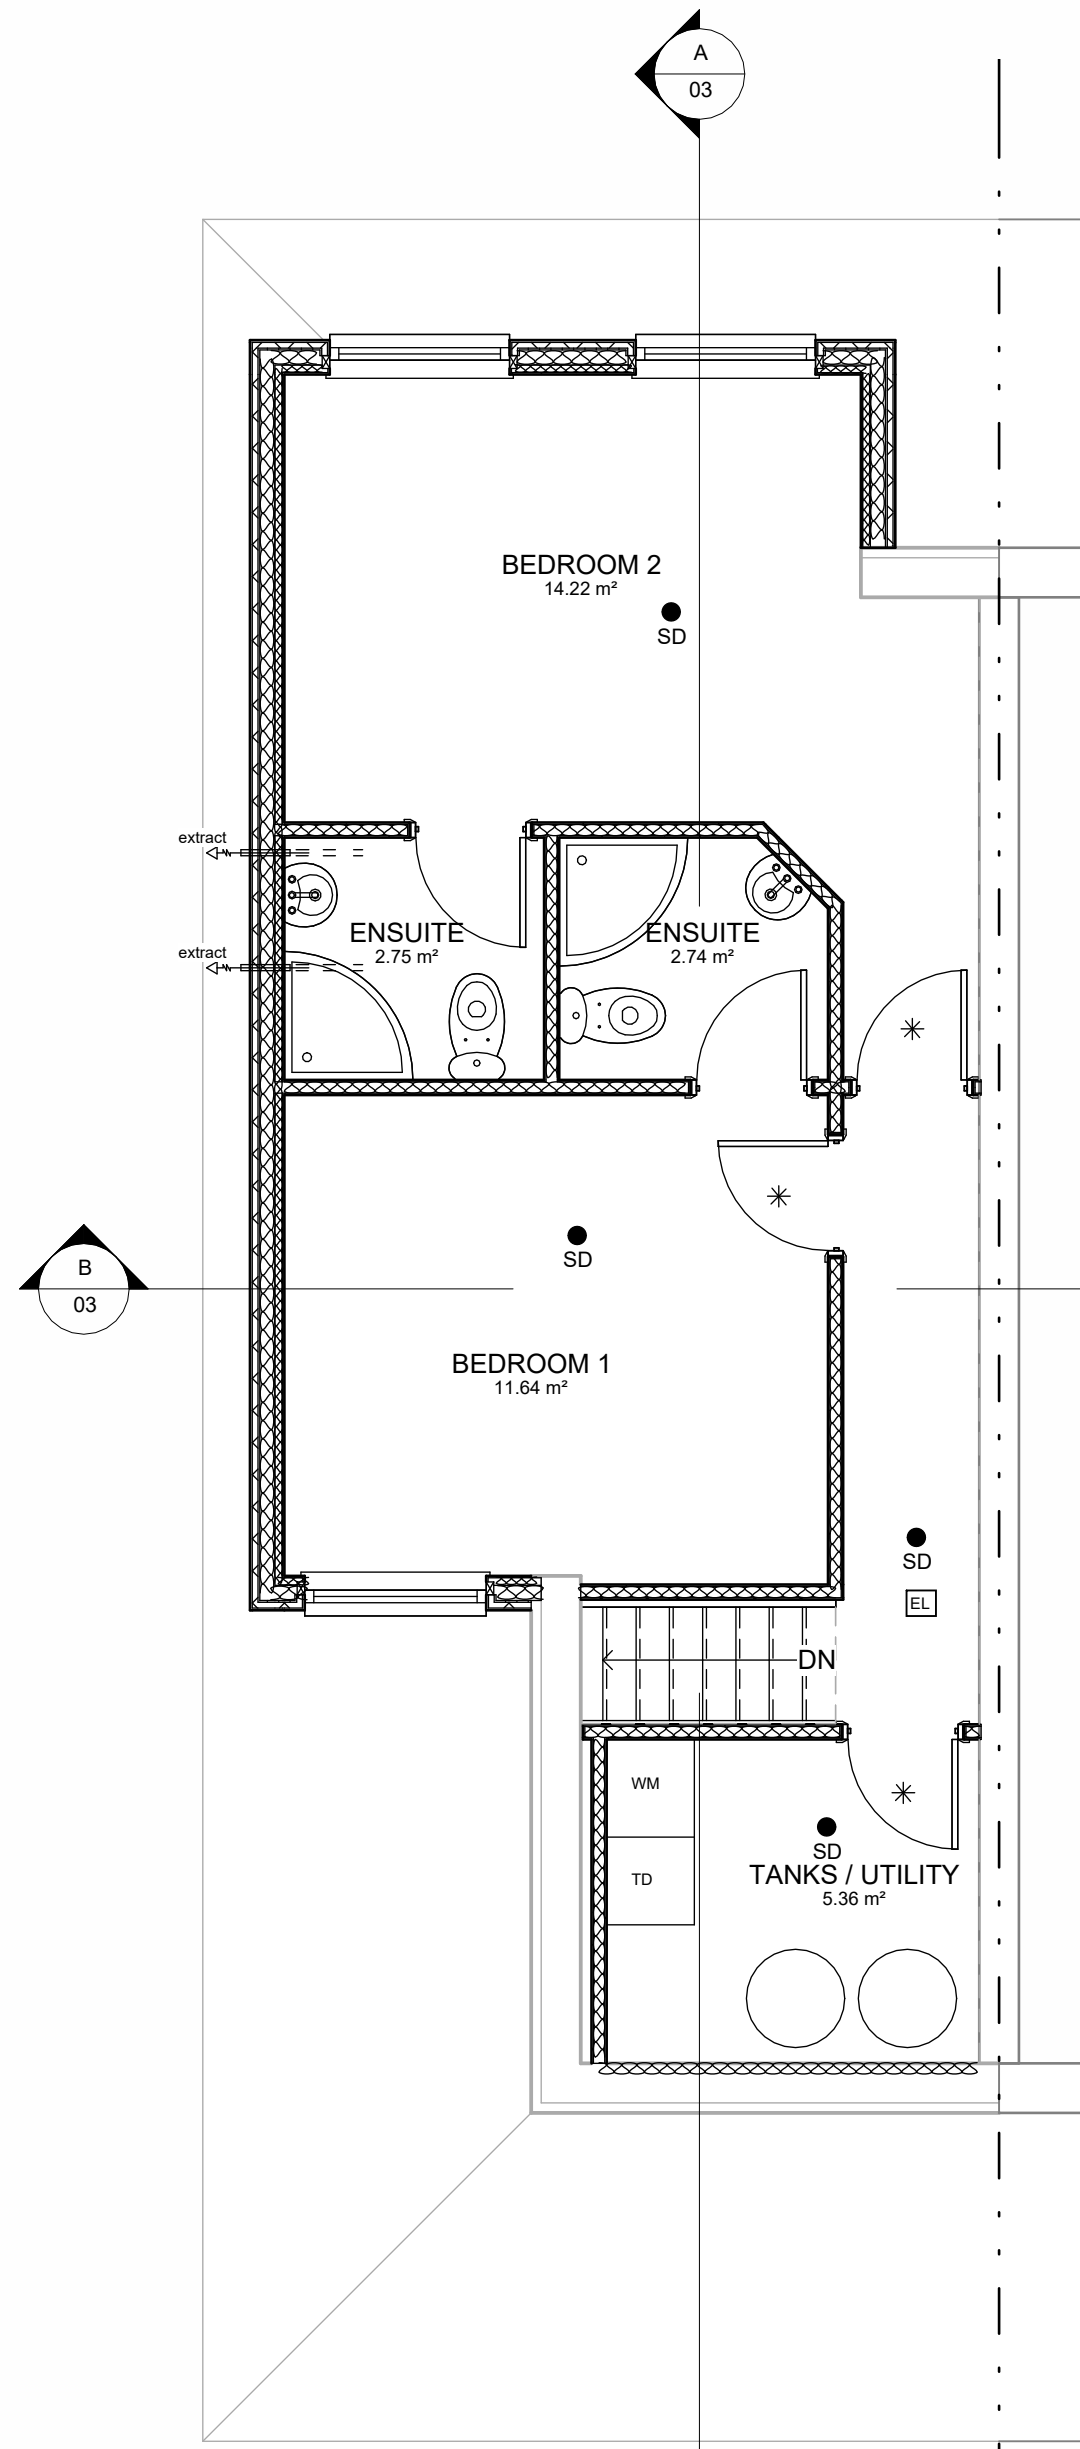 A
03
BEDROOM 2
14.22 m²
SD
extract
extract
ENSUITE
2.75 m²
ENSUITE
2.74 m²
SD
B
03
BEDROOM 1
11.64 m²
SD
EL
DN
WM
TD
SD
TANKS / UTILITY
5.36 m²